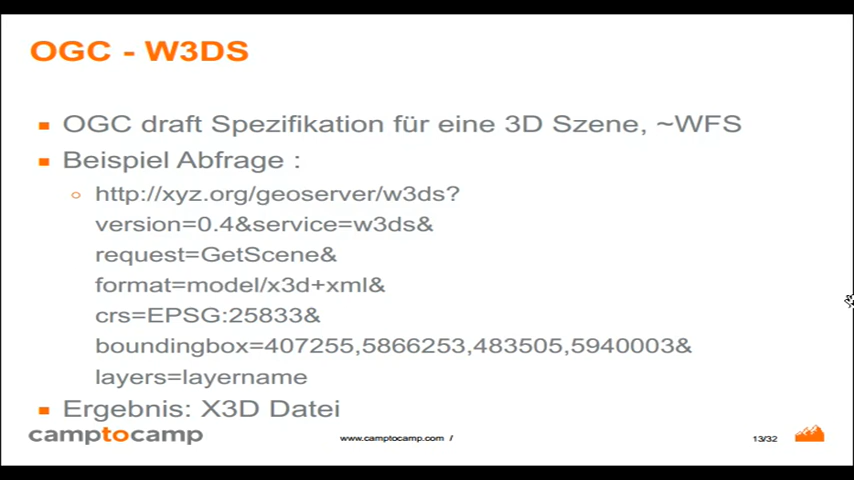 OGC - W3DS
OGC draft Spezifikation für eine 3D Szene, ~WFS
Beispiel Abfrage :
http://xyz.org/geoserver/w3ds?
version=0.4&service=w3ds&
request=GetScene&
format=model/x3d+xml&
crs=EPSG:25833&
boundingbox=407255,5866253,483505,5940003&
layers=layername
Ergebnis: X3D Datei
camptocamp
www.camptocamp.com /
13/32